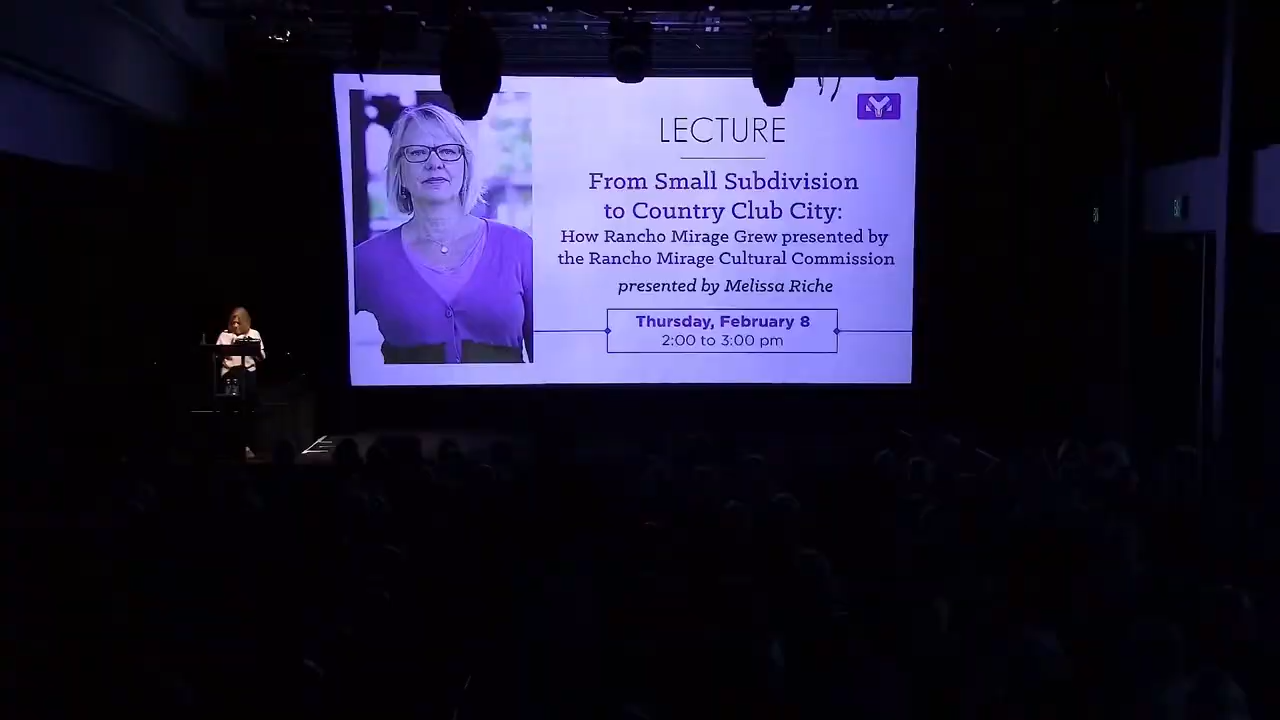 LECTURE
From Small Subdivision
to Country Club City:
How Rancho Mirage Grew presented by
the Rancho Mirage Cultural Commission
presented by Melissa Riche
Thursday, February 8
2:00 to 3:00 pm